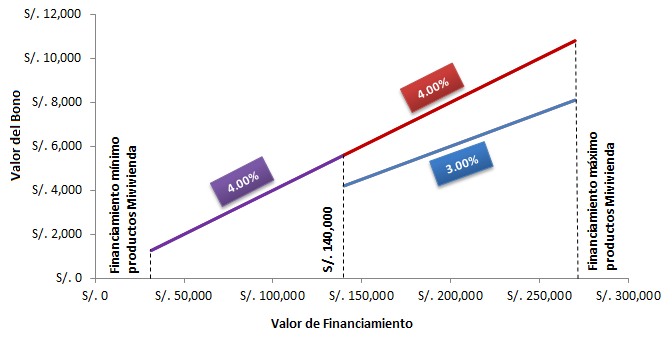 S/. 12,000
S/. 10,000
S/. 8,000
S/. 6,000
S/. 4,000
S/. 2,000
S/. 0
Valor del Bono
Financiamiento mínimo
productos Mivivienda
4.00%
S/. 140,000
4.00%
3.00%
Financiamiento máximo
productos Mivivienda
S/. 0
S/. 50,000
S/. 100,000
S/. 150,000
S/. 200,000
S/. 250,000
S/. 300,000
Valor de Financiamiento